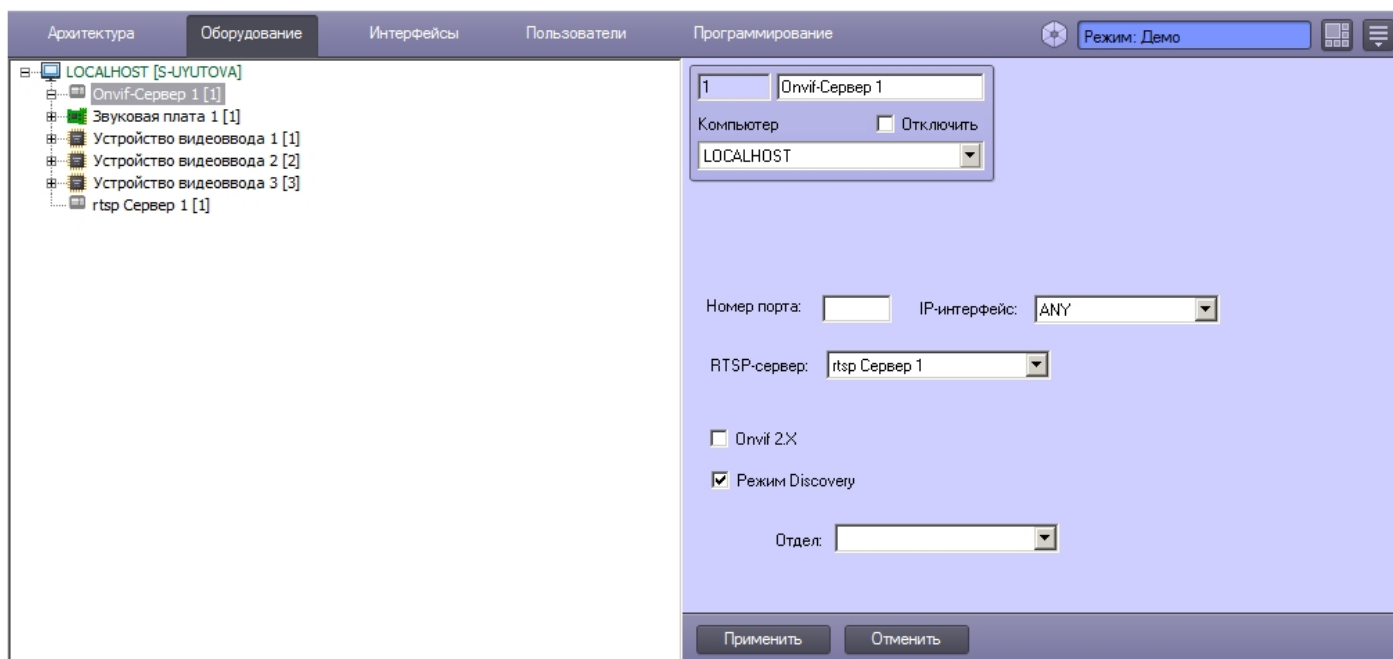 Архитектура
Оборудование
Интерфейсы
Пользователи
Программирование
Режим: Демо
LOCALHOST [S-UYUTOVA]
Onvif-Сервер 1 [1]
Звуковая плата 1 [1]
Устройство видеоввода 1 [1]
Устройство видеоввода 2 [2]
Устройство видеоввода 3 [3]
rtsp Сервер 1 [1]
1
Onvif-Сервер 1
Компьютер
Отключить
LOCALHOST
Номер порта:
IP-интерфейс:
ANY
RTSP-сервер:
rtsp Сервер 1
Onvif 2.X
Режим Discovery
Отдел:
Применить
Отменить